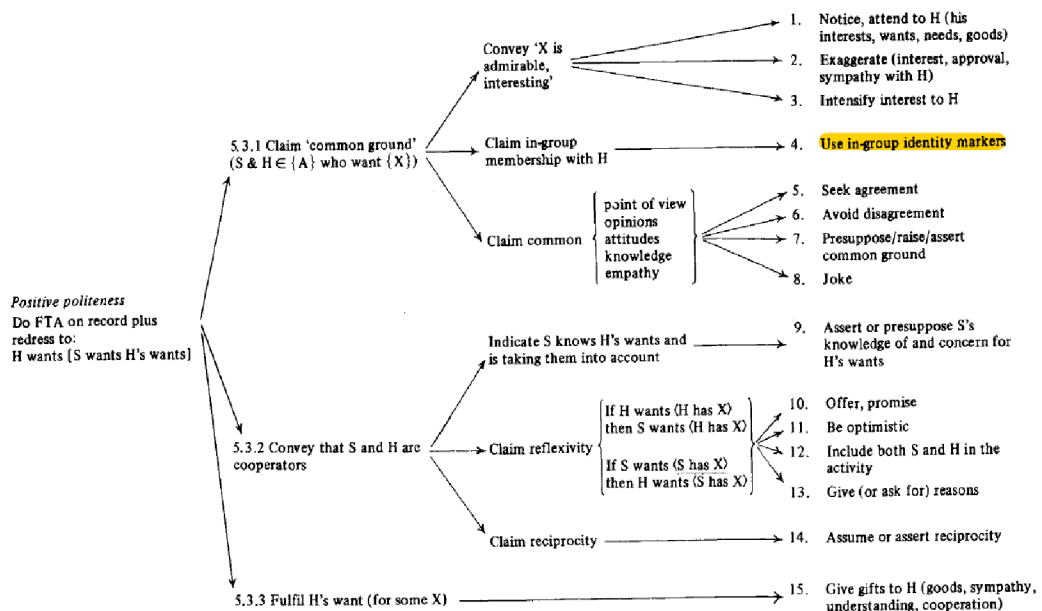 Positive politeness
Do FTA on record plus
redress to:
H wants [S wants H's wants]
5.3.1 Claim 'common ground'
(S & H ∈ {A} who want {X})
Convey 'X is
admirable,
interesting'
1. Notice, attend to H (his
interests, wants, needs, goods)
2. Exaggerate (interest, approval,
sympathy with H)
3. Intensify interest to H
Claim in-group
membership with H
4. Use in-group identity markers
Claim common
point of view
opinions
attitudes
knowledge
empathy
5. Seek agreement
6. Avoid disagreement
7. Presuppose/raise/assert
common ground
8. Joke
5.3.2 Convey that S and H are
cooperators
Indicate S knows H's wants and
is taking them into account
9. Assert or presuppose S's
knowledge of and concern for
H's wants
Claim reflexivity
If H wants ⟨H has X⟩
then S wants ⟨H has X⟩
If S wants ⟨S has X⟩
then H wants ⟨S has X⟩
10. Offer, promise
11. Be optimistic
12. Include both S and H in the
activity
13. Give (or ask for) reasons
Claim reciprocity
14. Assume or assert reciprocity
5.3.3 Fulfil H's want (for some X)
15. Give gifts to H (goods, sympathy,
understanding, cooperation)